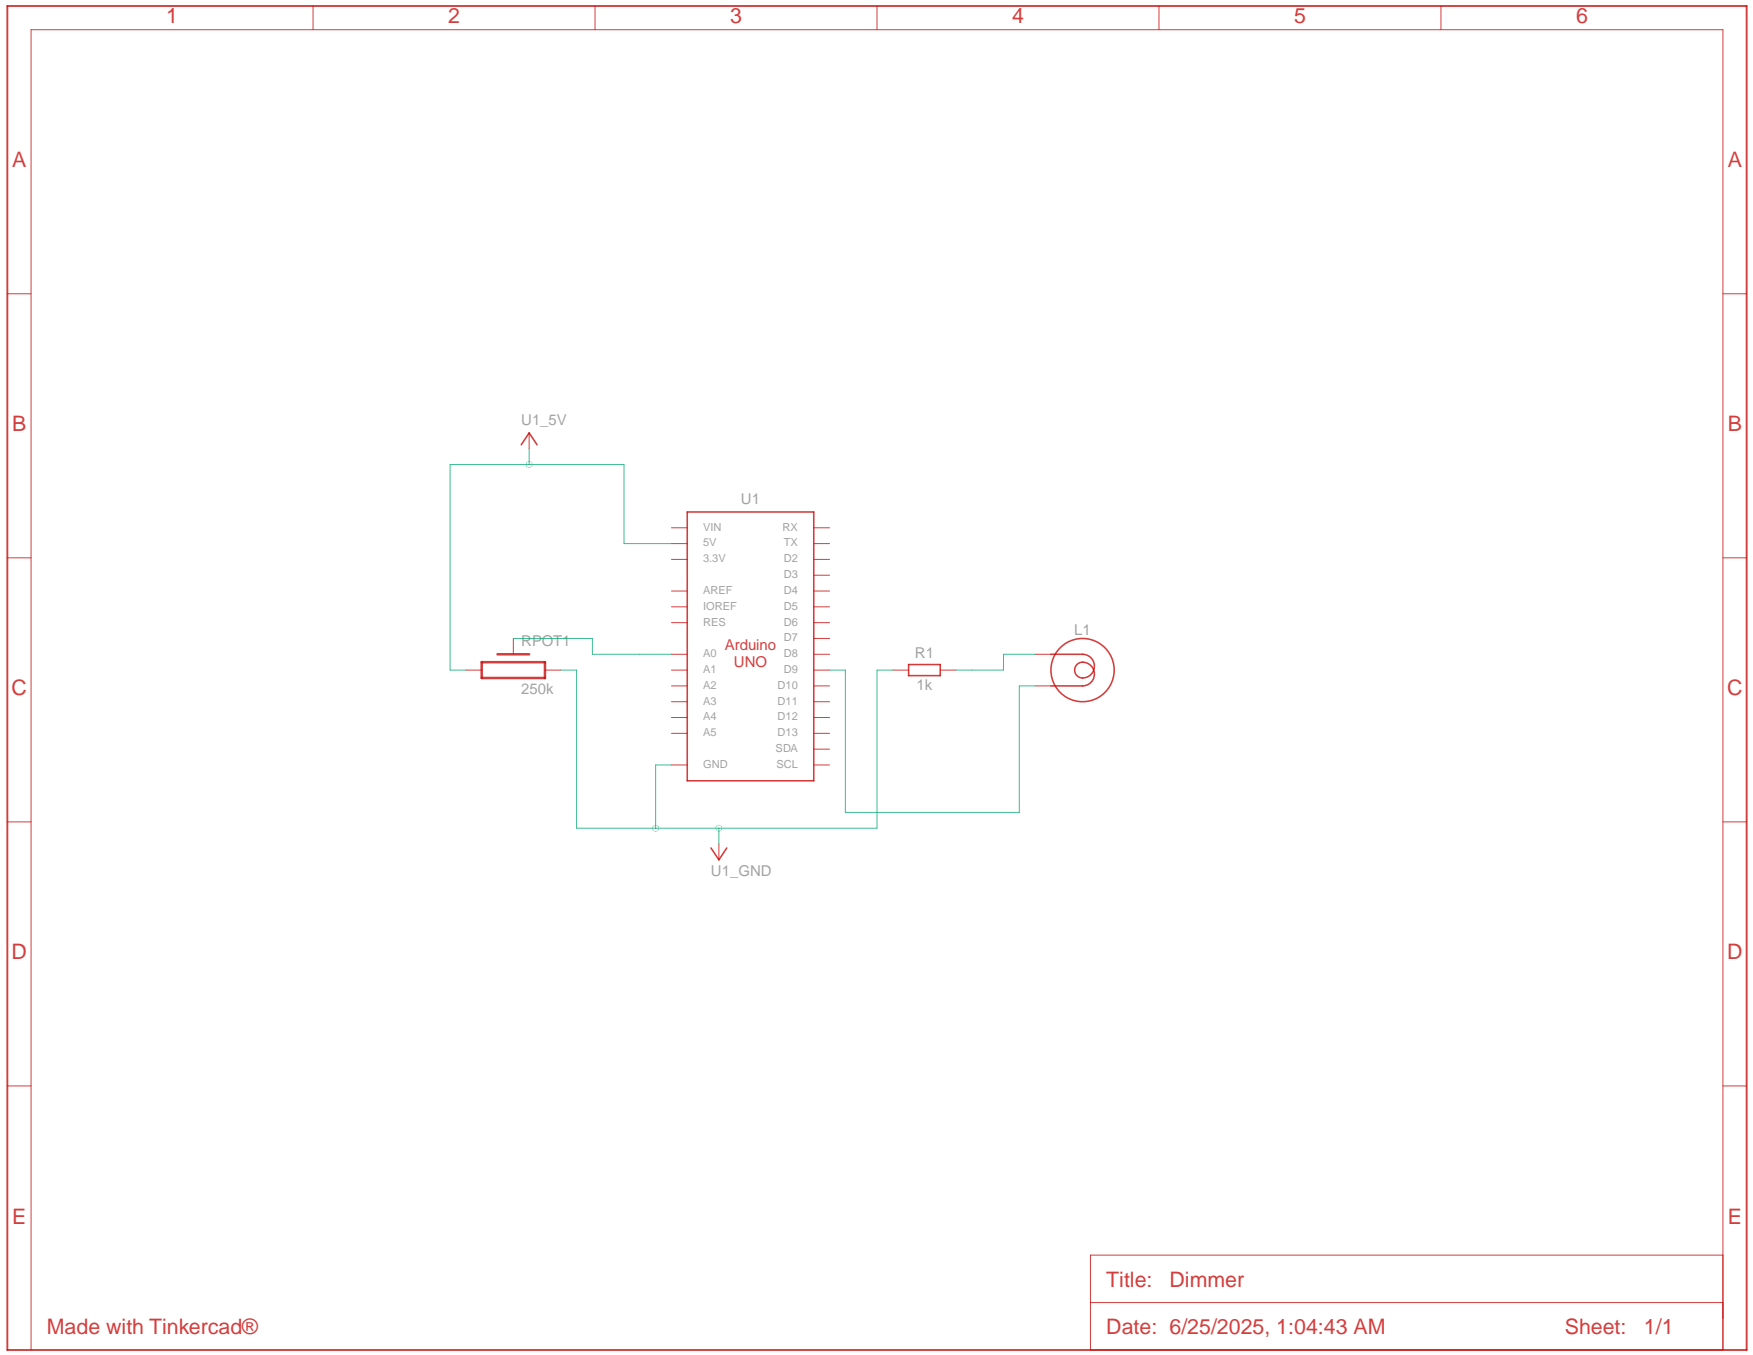 1 2 3 4 5 6
A A
U1_5V
B B
U1
VIN RX
5V TX
3.3V D2
D3
AREF D4
IOREF D5
RES D6
RPOT1 D7
Arduino
UNO
A0 D8
A1 D9
A2 D10
A3 D11
A4 D12
A5 D13
SDA
GND SCL
250k
R1
1k
L1
C C
U1_GND
D D
E E
Title: Dimmer
Made with Tinkercad®
Date: 6/25/2025, 1:04:43 AM Sheet: 1/1